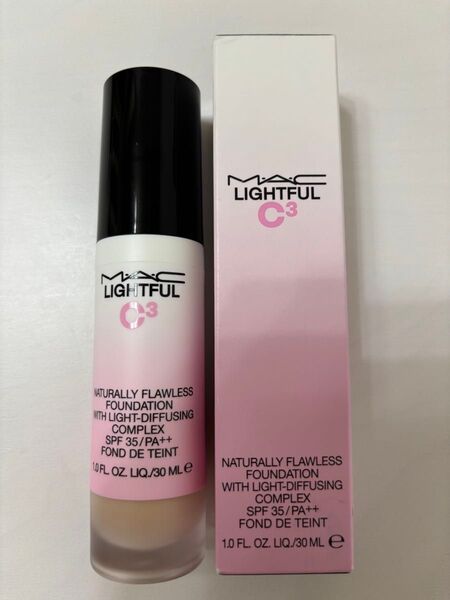 M·A·C
LIGHTFUL
C³
NATURALLY FLAWLESS
FOUNDATION
WITH LIGHT-DIFFUSING
COMPLEX
SPF 35/PA++
FOND DE TEINT
1.0 FL. OZ. LIQ./30 ML ℮
M·A·C
LIGHTFUL
C³
NATURALLY FLAWLESS
FOUNDATION
WITH LIGHT-DIFFUSING
COMPLEX
SPF 35/PA++
FOND DE TEINT
1.0 FL. OZ. LIQ./30 ML ℮